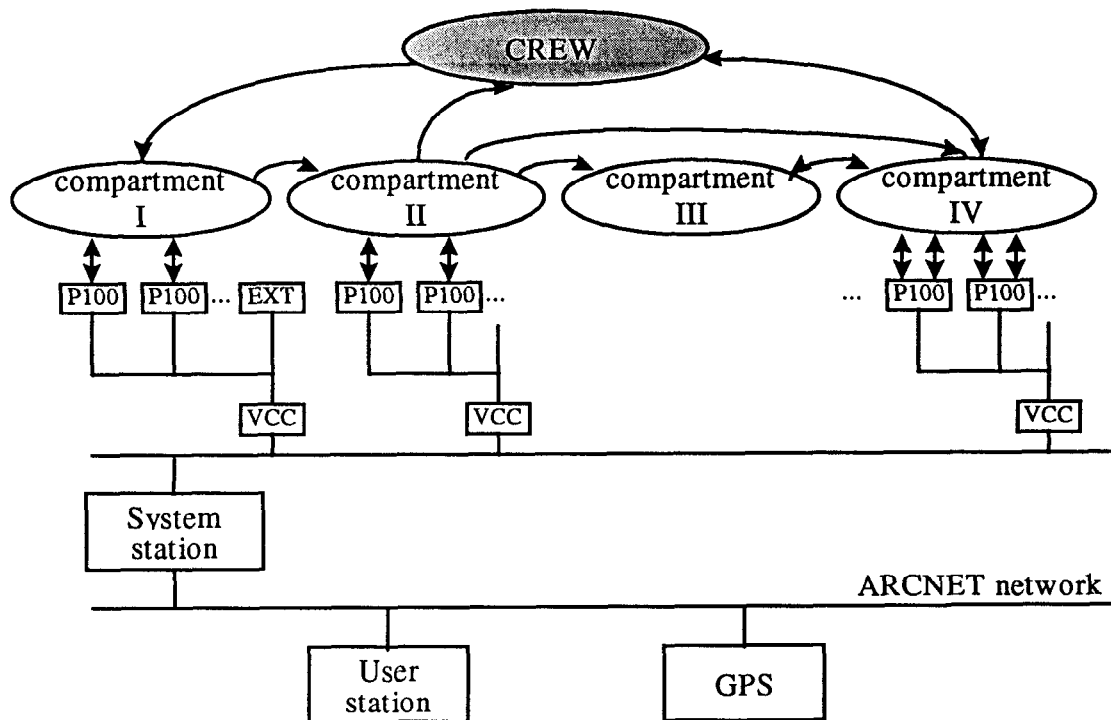 CREW
compartment
I
compartment
II
compartment
III
compartment
IV
P100
P100
...
EXT
P100
P100
...
...
P100
P100
...
VCC
VCC
VCC
System
station
ARCNET network
User
station
GPS